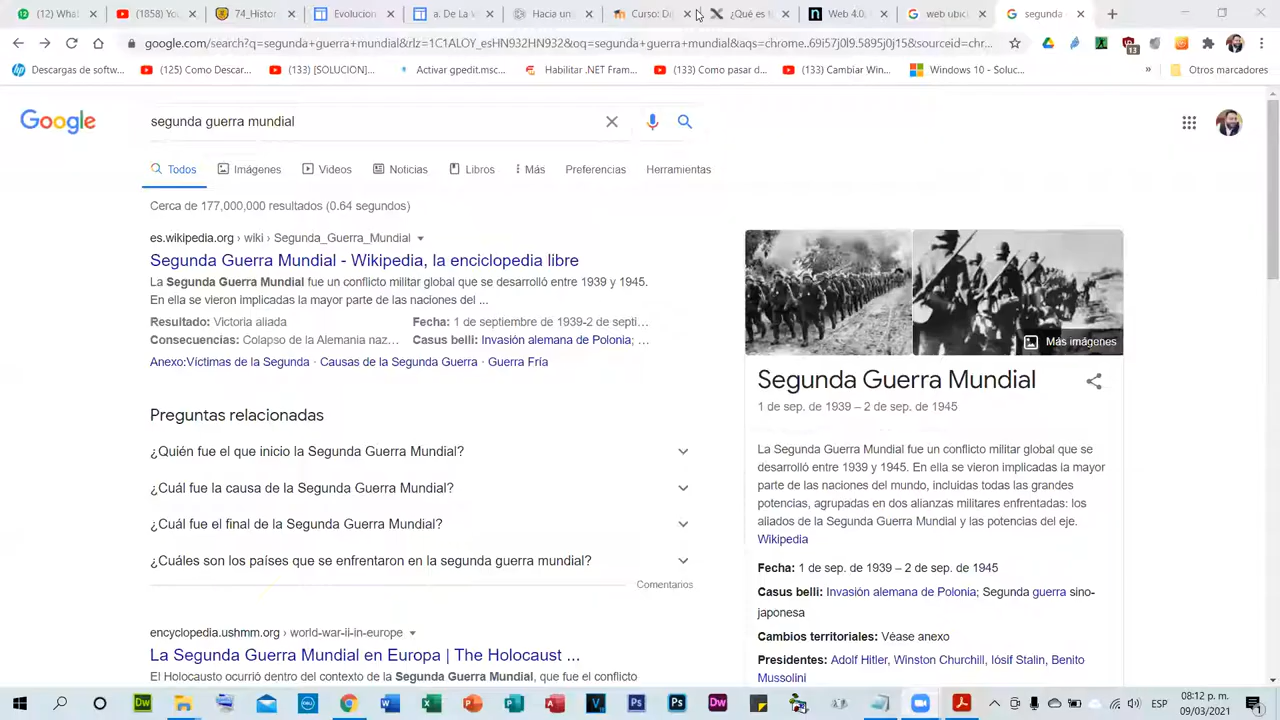 (12) What
(1858) Yo
74_Histor
Evolucion
a. De La
Hacia un
Curso: Di
¿Qué es
Web 4.0,
web ubic
segunda
google.com/search?q=segunda+guerra+mundial&rlz=1C1ALOY_esHN932HN932&oq=segunda+guerra+mundial&aqs=chrome..69i57j0l9.5895j0j15&sourceid=chr...
13
Descargas de softw...
(125) Como Descar...
(133) [SOLUCION]...
Activar gpeditmsc...
Habilitar .NET Fram...
(133) Como pasar d...
(133) Cambiar Win...
Windows 10 - Soluc...
»
Otros marcadores
Google
segunda guerra mundial
Todos
Imágenes
Videos
Noticias
Libros
Más
Preferencias
Herramientas
Cerca de 177,000,000 resultados (0.64 segundos)
es.wikipedia.org › wiki › Segunda_Guerra_Mundial
Segunda Guerra Mundial - Wikipedia, la enciclopedia libre
La Segunda Guerra Mundial fue un conflicto militar global que se desarrolló entre 1939 y 1945.
En ella se vieron implicadas la mayor parte de las naciones del ...
Resultado: Victoria aliada
Fecha: 1 de septiembre de 1939-2 de septi...
Consecuencias: Colapso de la Alemania naz...
Casus belli: Invasión alemana de Polonia; ...
Anexo:Víctimas de la Segunda · Causas de la Segunda Guerra · Guerra Fría
Preguntas relacionadas
¿Quién fue el que inicio la Segunda Guerra Mundial?
¿Cuál fue la causa de la Segunda Guerra Mundial?
¿Cuál fue el final de la Segunda Guerra Mundial?
¿Cuáles son los países que se enfrentaron en la segunda guerra mundial?
Comentarios
encyclopedia.ushmm.org › world-war-ii-in-europe
La Segunda Guerra Mundial en Europa | The Holocaust ...
El Holocausto ocurrió dentro del contexto de la Segunda Guerra Mundial, que fue el conflicto
Más imágenes
Segunda Guerra Mundial
1 de sep. de 1939 – 2 de sep. de 1945
La Segunda Guerra Mundial fue un conflicto militar global que se
desarrolló entre 1939 y 1945. En ella se vieron implicadas la mayor
parte de las naciones del mundo, incluidas todas las grandes
potencias, agrupadas en dos alianzas militares enfrentadas: los
aliados de la Segunda Guerra Mundial y las potencias del eje.
Wikipedia
Fecha: 1 de sep. de 1939 – 2 de sep. de 1945
Casus belli: Invasión alemana de Polonia; Segunda guerra sino-
japonesa
Cambios territoriales: Véase anexo
Presidentes: Adolf Hitler, Winston Churchill, Iósif Stalin, Benito
Mussolini
ESP
08:12 p. m.
09/03/2021
1